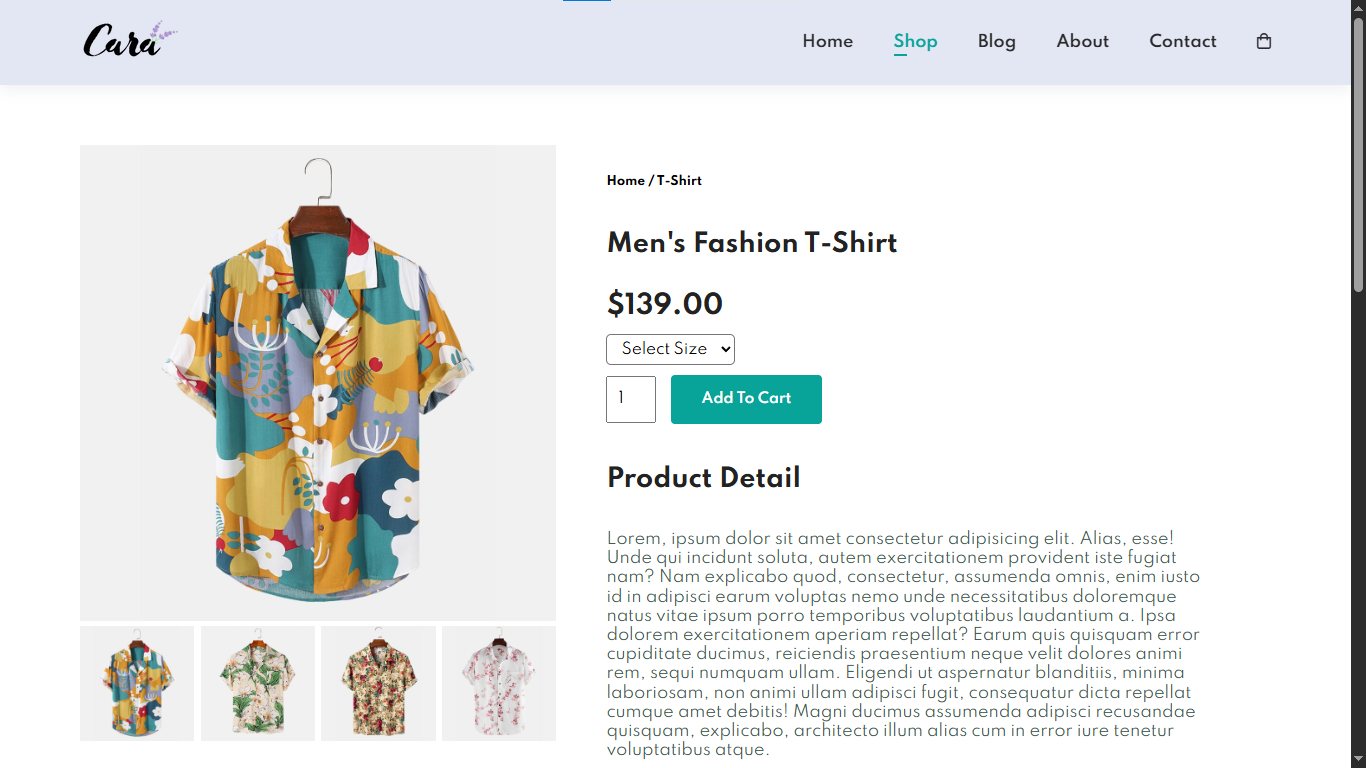 Cara
Home
Shop
Blog
About
Contact
Home / T-Shirt
Men's Fashion T-Shirt
$139.00
Select Size
1
Add To Cart
Product Detail
Lorem, ipsum dolor sit amet consectetur adipisicing elit. Alias, esse!
Unde qui incidunt soluta, autem exercitationem provident iste fugiat
nam? Nam explicabo quod, consectetur, assumenda omnis, enim iusto
id in adipisci earum voluptas nemo unde necessitatibus doloremque
natus vitae ipsum porro temporibus voluptatibus laudantium a. Ipsa
dolorem exercitationem aperiam repellat? Earum quis quisquam error
cupiditate ducimus, reiciendis praesentium neque velit dolores animi
rem, sequi numquam ullam. Eligendi ut aspernatur blanditiis, minima
laboriosam, non animi ullam adipisci fugit, consequatur dicta repellat
cumque amet debitis! Magni ducimus assumenda adipisci recusandae
quisquam, explicabo, architecto illum alias cum in error iure tenetur
voluptatibus atque.